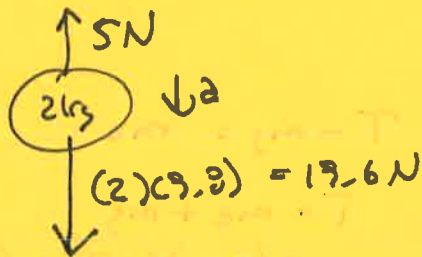 5N
2kg
↓a
(2)(9.8) = 19.6 N